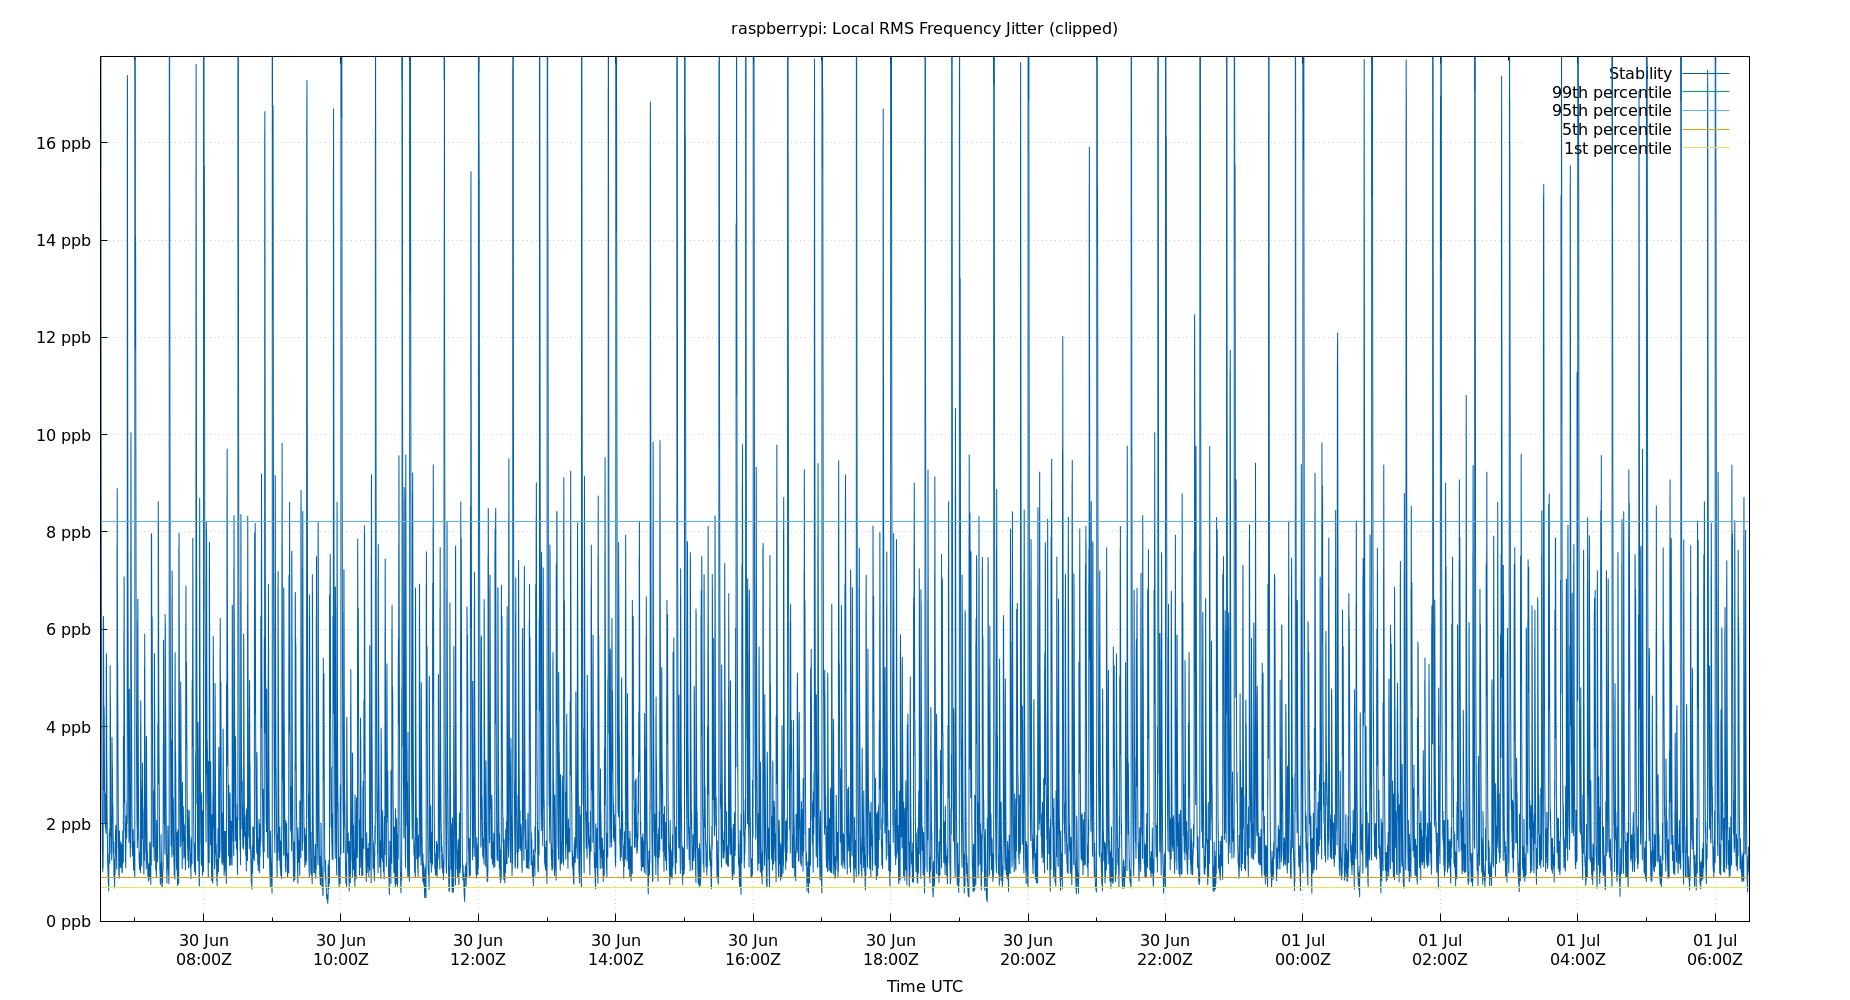 raspberrypi: Local RMS Frequency Jitter (clipped)
Stability
99th percentile
95th percentile
5th percentile
1st percentile
16 ppb
14 ppb
12 ppb
10 ppb
8 ppb
6 ppb
4 ppb
2 ppb
0 ppb
30 Jun 30 Jun 30 Jun 30 Jun 30 Jun 30 Jun 30 Jun 30 Jun 01 Jul 01 Jul 01 Jul 01 Jul
08:00Z 10:00Z 12:00Z 14:00Z 16:00Z 18:00Z 20:00Z 22:00Z 00:00Z 02:00Z 04:00Z 06:00Z
Time UTC